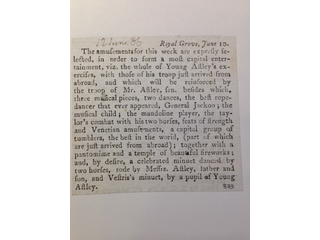 12 June. 86
Royal Grove, June 10.
The amusements for this week are expressly se-
lected, in order to form a most capital enter-
tainment, viz. the whole of Young Astley's ex-
ercises, with those of his troop just arrived
from abroad, and which will be reinforced by
the troop of Mr. Astley, sen. besides which,
three musical pieces, two dances, the best rope-
dancer that ever appeared, General Jackoo; the
musical child; the mandoline player, the tay-
lor's combat with his two horses, feats of strength
and Venetian amusements, a capital group of
tumblers, the best in the world, (part of which
are just arrived from abroad); together with a
pantomime and a temple of beautiful fireworks;
and, by desire, a celebrated minuet danced by
two horses, rode by Messrs. Astley, father and
son, and Vestris's minuet, by a pupil of Young
Astley.